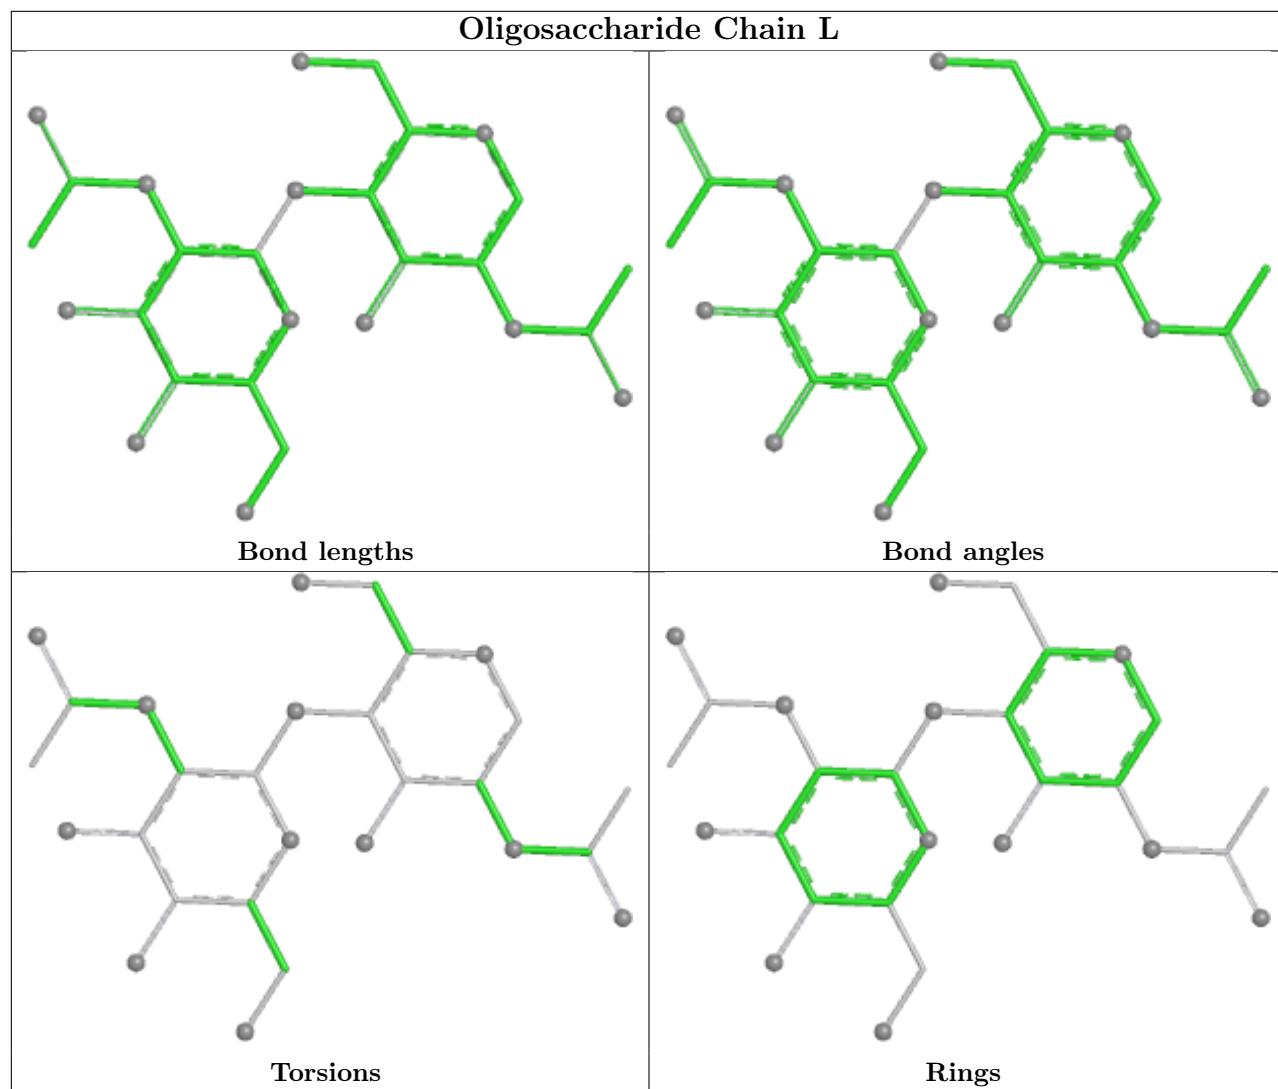 Oligosaccharide Chain L
Bond lengths
Bond angles
Torsions
Rings